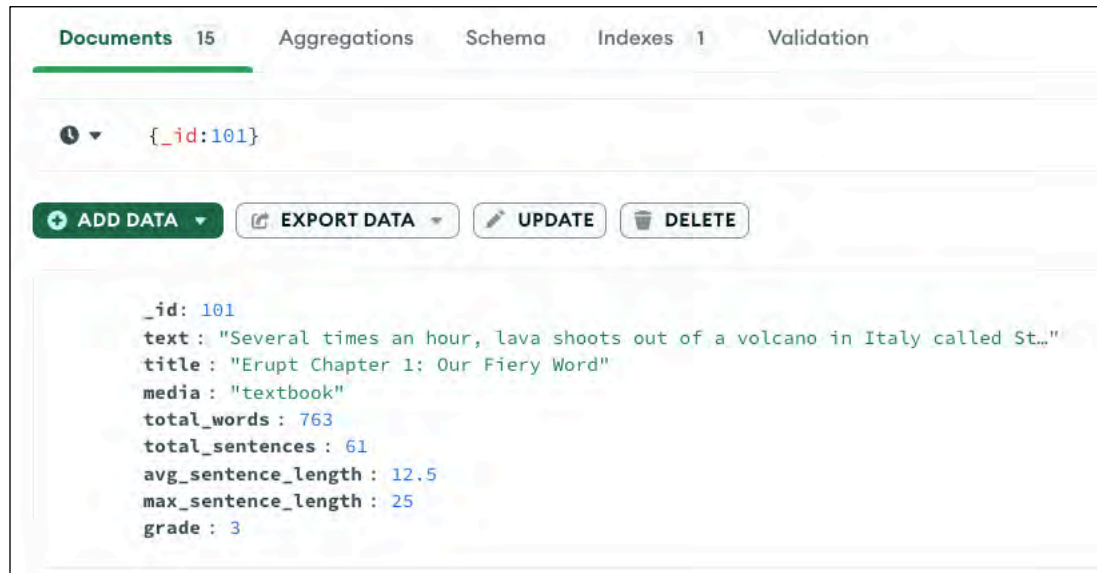 Documents 15 Aggregations Schema Indexes 1 Validation
{_id:101}
ADD DATA EXPORT DATA UPDATE DELETE
_id: 101
text : "Several times an hour, lava shoots out of a volcano in Italy called St…"
title : "Erupt Chapter 1: Our Fiery Word"
media : "textbook"
total_words : 763
total_sentences : 61
avg_sentence_length : 12.5
max_sentence_length : 25
grade : 3